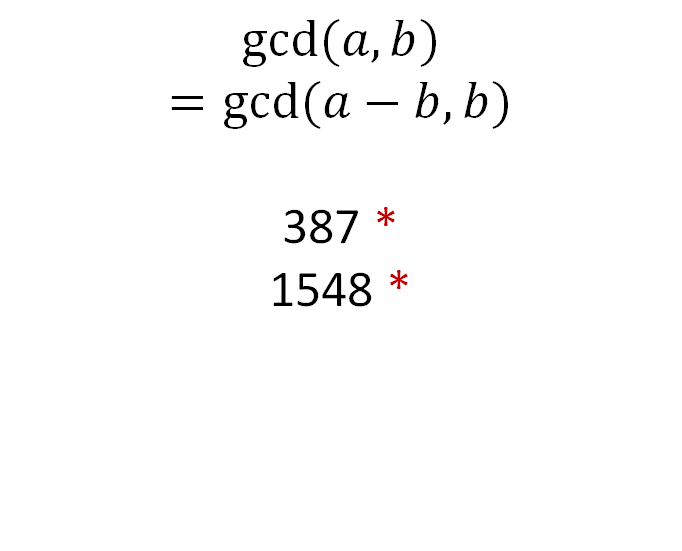 gcd(a, b)
= gcd(a − b, b)
387 *
1548 *